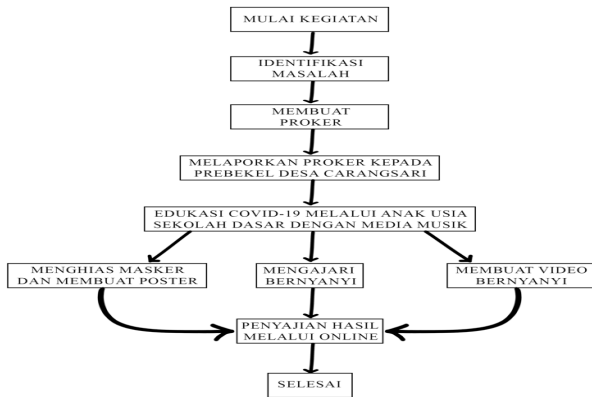 MULAI KEGIATAN
IDENTIFIKASI
MASALAH
MEMBUAT
PROKER
MELAPORKAN PROKER KEPADA
PREBEKEL DESA CARANGSARI
EDUKASI COVID-19 MELALUI ANAK USIA
SEKOLAH DASAR DENGAN MEDIA MUSIK
MENGHIAS MASKER
DAN MEMBUAT POSTER
MENGAJARI
BERNYANYI
MEMBUAT VIDEO
BERNYANYI
PENYAJIAN HASIL
MELALUI ONLINE
SELESAI